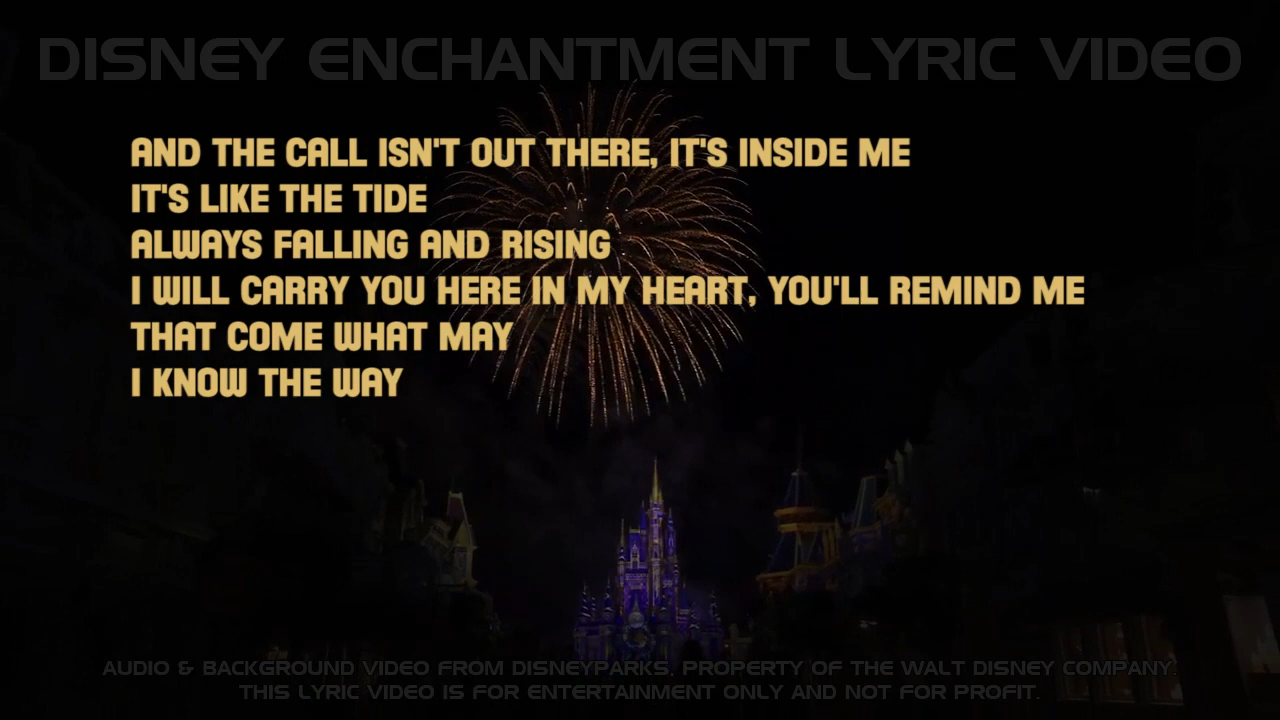 DISNEY ENCHANTMENT LYRIC VIDEO
AND THE CALL ISN'T OUT THERE, IT'S INSIDE ME
IT'S LIKE THE TIDE
ALWAYS FALLING AND RISING
I WILL CARRY YOU HERE IN MY HEART, YOU'LL REMIND ME
THAT COME WHAT MAY
I KNOW THE WAY
AUDIO & BACKGROUND VIDEO FROM DISNEYPARKS, PROPERTY OF THE WALT DISNEY COMPANY.
THIS LYRIC VIDEO IS FOR ENTERTAINMENT ONLY AND NOT FOR PROFIT.